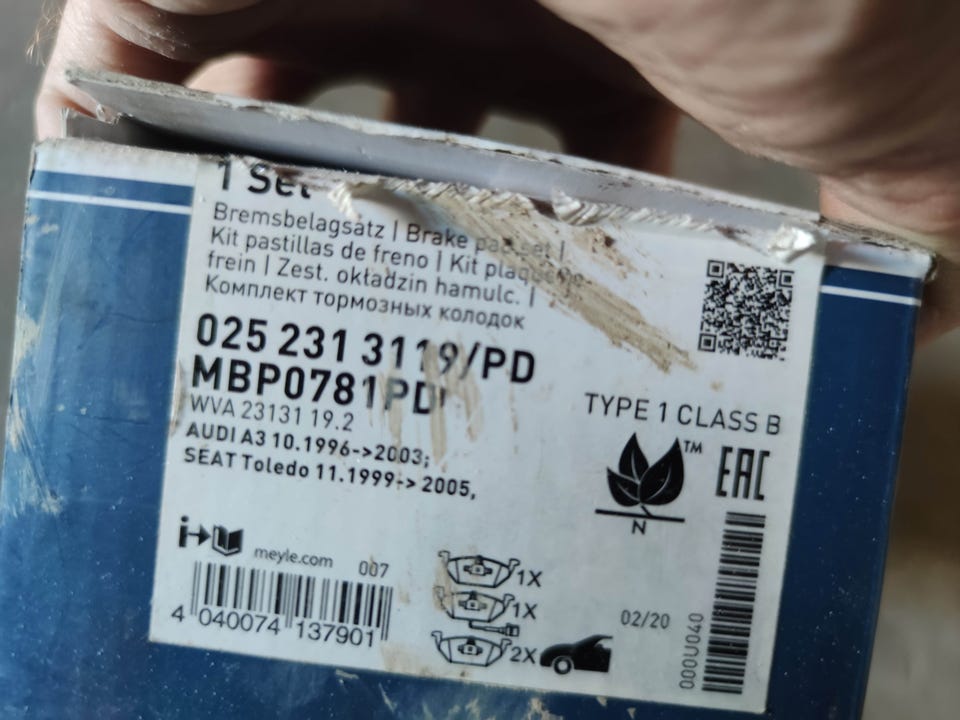 1 Set
Bremsbelagsatz | Brake pad set |
Kit pastillas de freno | Kit plaquette
frein | Zest. okładzin hamulc. |
Комплект тормозных колодок
025 231 3119/PD
MBP0781PD
WVA 23131 19.2
AUDI A3 10.1996->2003;
SEAT Toledo 11.1999-> 2005,
TYPE 1 CLASS B
TM
EAC
N
meyle.com 007
4 040074 137901
1X
1X
2X
02/20
000U040